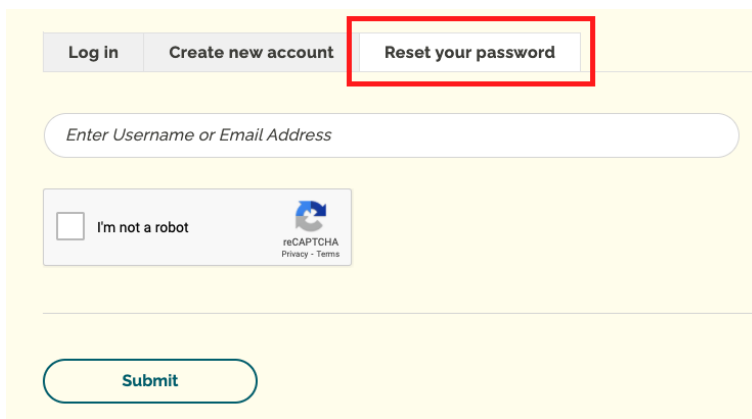 Log in Create new account Reset your password
Enter Username or Email Address
I'm not a robot
reCAPTCHA
Privacy - Terms
Submit